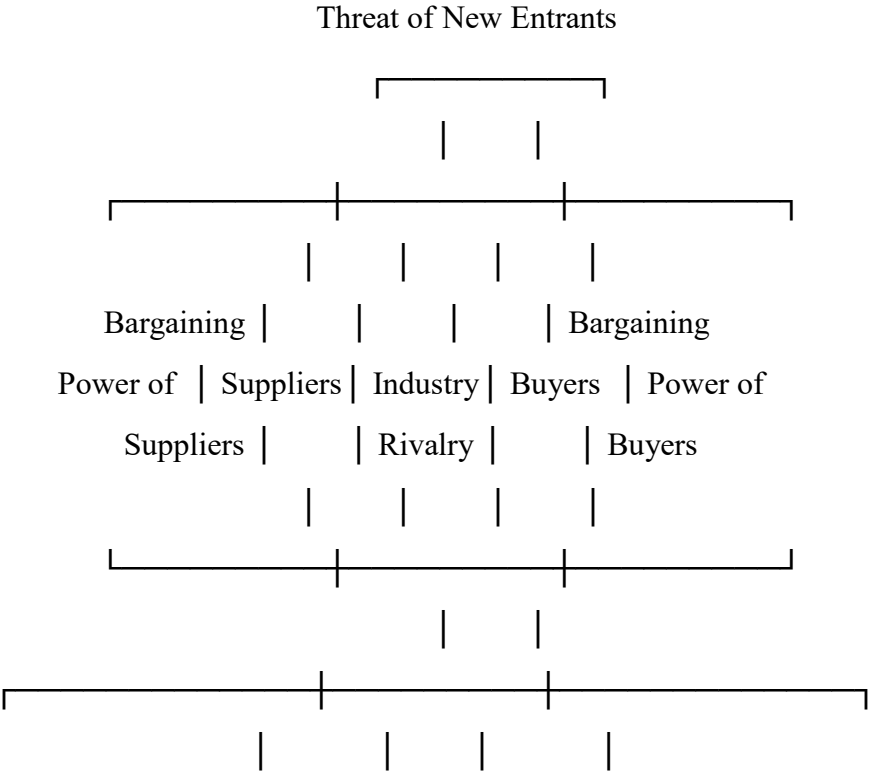 Threat of New Entrants
Bargaining | | | | Bargaining
Power of | Suppliers | Industry | Buyers | Power of
Suppliers | | Rivalry | | Buyers